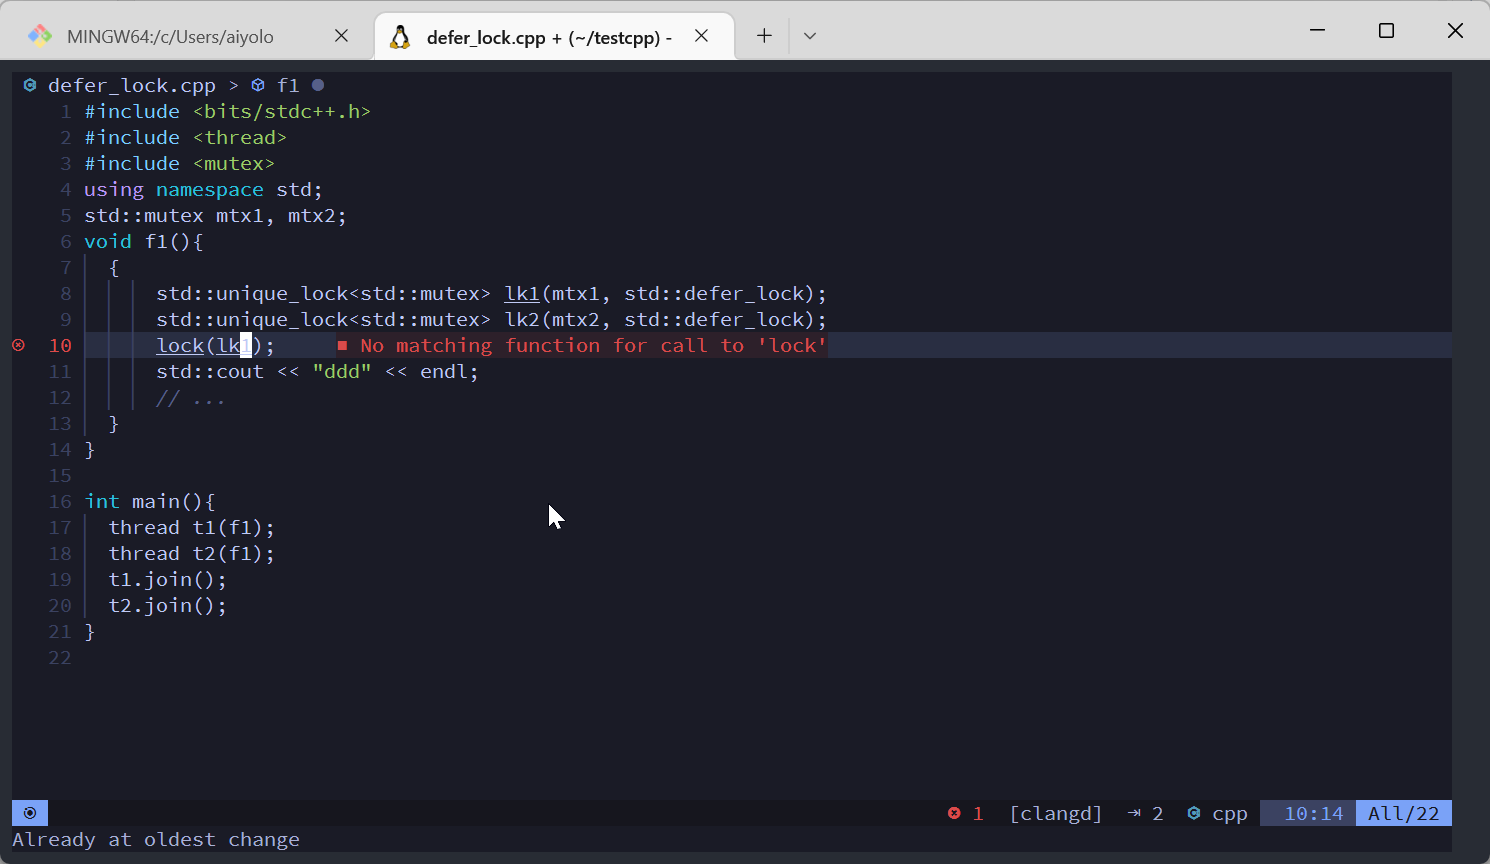 MINGW64:/c/Users/aiyolo
defer_lock.cpp + (~/testcpp) -
defer_lock.cpp > f1
1 #include <bits/stdc++.h>
2 #include <thread>
3 #include <mutex>
4 using namespace std;
5 std::mutex mtx1, mtx2;
6 void f1(){
7 {
8 std::unique_lock<std::mutex> lk1(mtx1, std::defer_lock);
9 std::unique_lock<std::mutex> lk2(mtx2, std::defer_lock);
10 lock(lk1); ■ No matching function for call to 'lock'
11 std::cout << "ddd" << endl;
12 // ...
13 }
14 }
15
16 int main(){
17 thread t1(f1);
18 thread t2(f1);
19 t1.join();
20 t2.join();
21 }
22
1 [clangd] 2 cpp 10:14 All/22
Already at oldest change